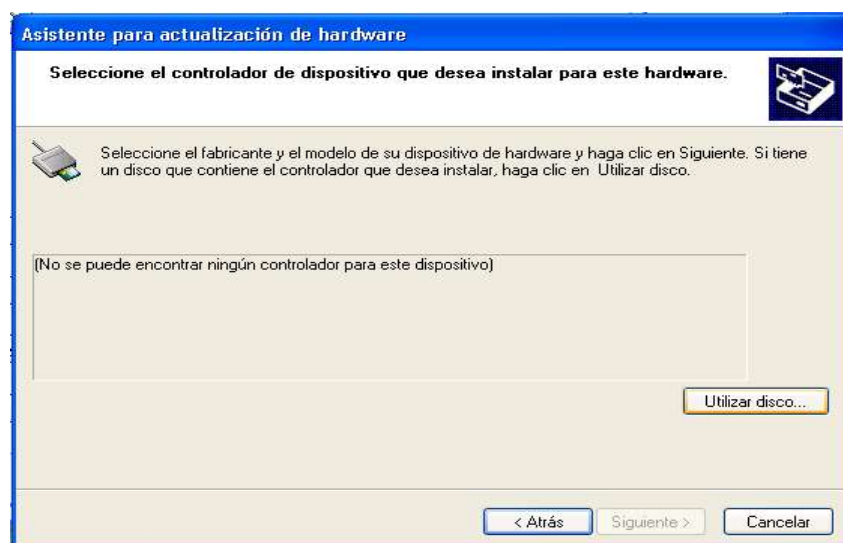 Asistente para actualización de hardware
Seleccione el controlador de dispositivo que desea instalar para este hardware.
Seleccione el fabricante y el modelo de su dispositivo de hardware y haga clic en Siguiente. Si tiene
un disco que contiene el controlador que desea instalar, haga clic en Utilizar disco.
(No se puede encontrar ningún controlador para este dispositivo)
Utilizar disco...
< Atrás Siguiente > Cancelar